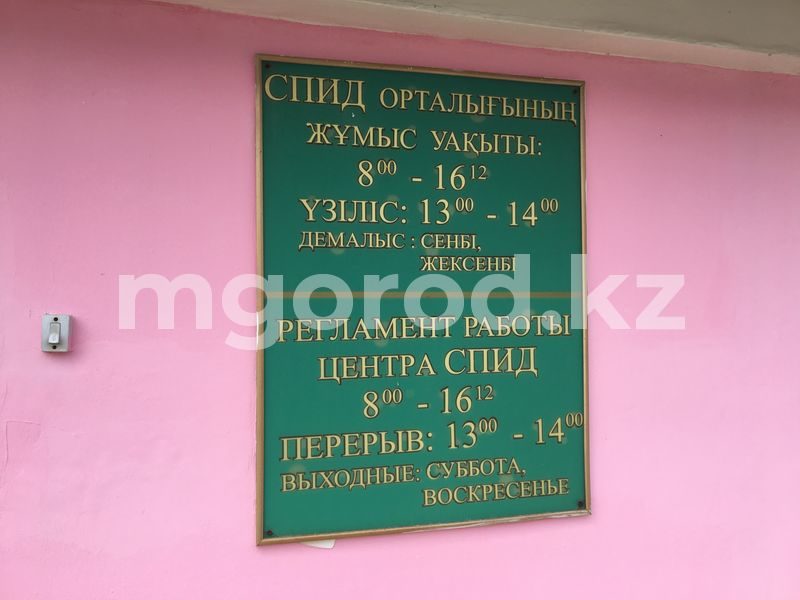 СПИД ОРТАЛЫҒЫНЫҢ
ЖҰМЫС УАҚЫТЫ:
8⁰⁰ - 16¹²
ҮЗІЛІС: 13⁰⁰ - 14⁰⁰
ДЕМАЛЫС: СЕНБІ,
ЖЕКСЕНБІ
mgorod.kz
РЕГЛАМЕНТ РАБОТЫ
ЦЕНТРА СПИД
8⁰⁰ - 16¹²
ПЕРЕРЫВ: 13⁰⁰ - 14⁰⁰
ВЫХОДНЫЕ: СУББОТА,
ВОСКРЕСЕНЬЕ